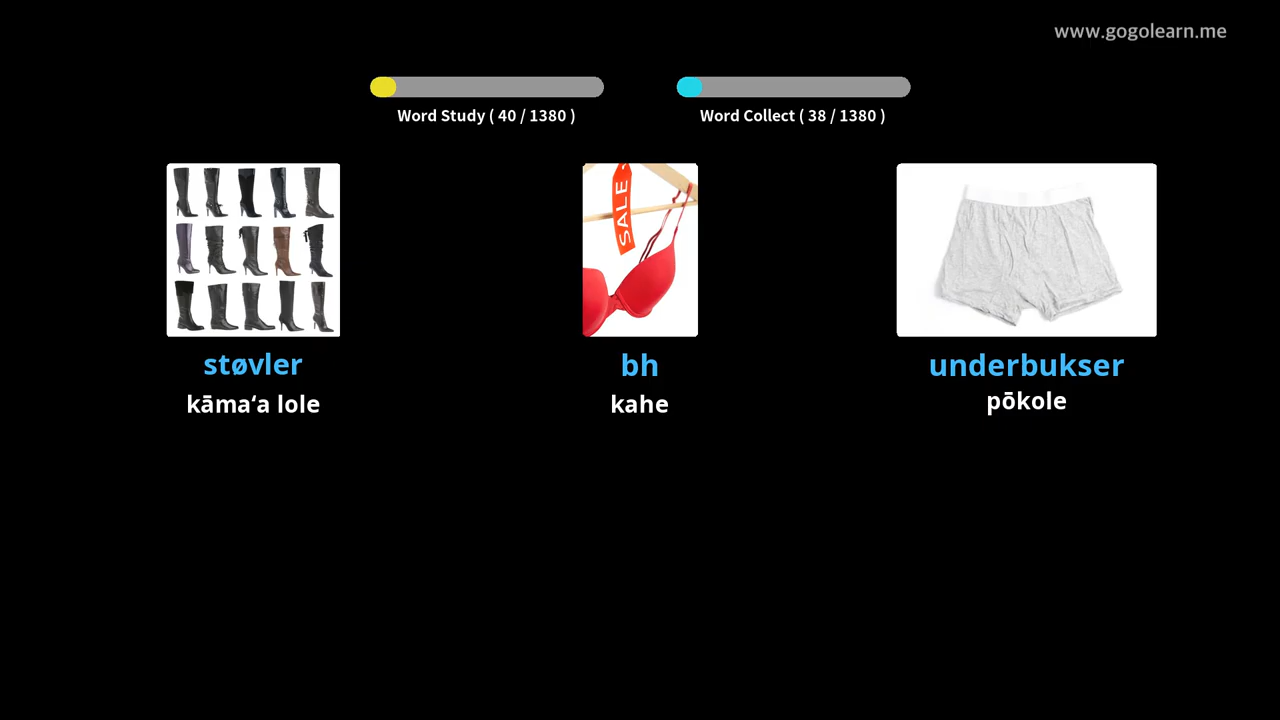 www.gogolearn.me
Word Study ( 40 / 1380 )
Word Collect ( 38 / 1380 )
SALE
støvler
bh
underbukser
kāmaʻa lole
kahe
pōkole